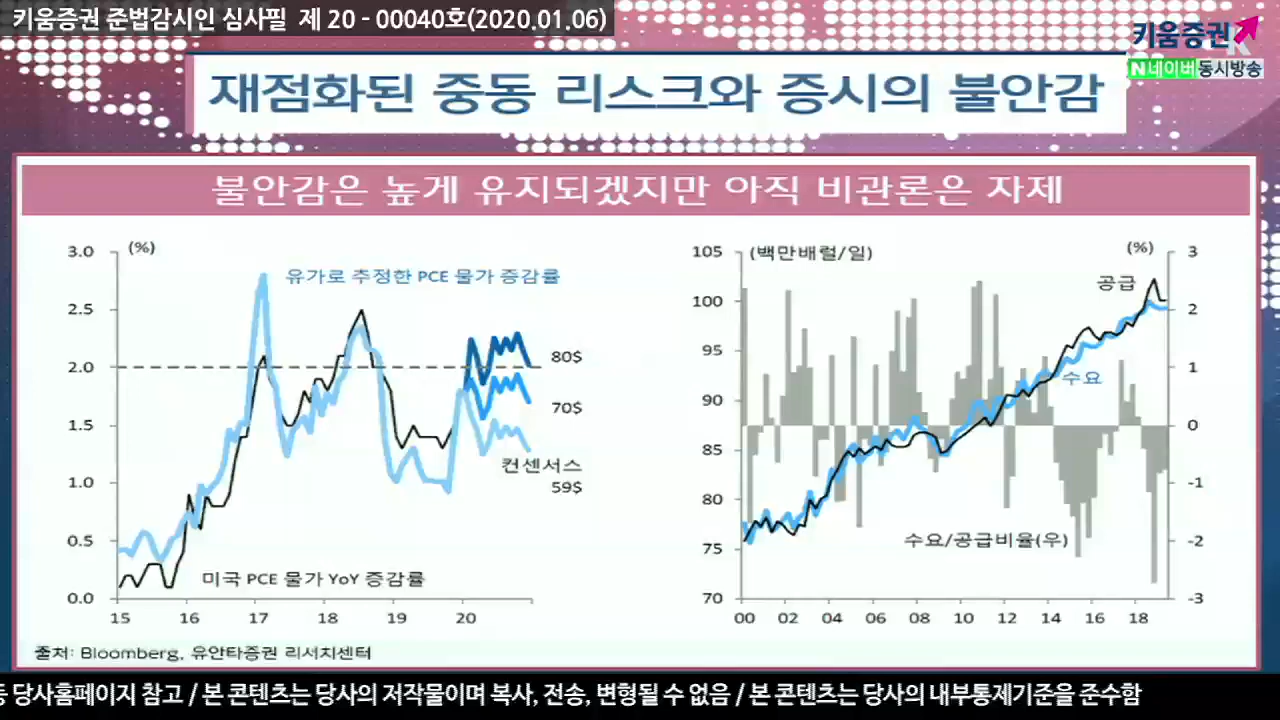 키움증권 준법감시인 심사필 제 20 - 00040호(2020.01.06)
키움증권
N네이버 동시방송
재점화된 중동 리스크와 증시의 불안감
불안감은 높게 유지되겠지만 아직 비관론은 자제
(%)
유가로 추정한 PCE 물가 증감률
3.0
2.5
2.0
1.5
1.0
0.5
0.0
80$
70$
컨센서스
59$
미국 PCE 물가 YoY 증감률
15 16 17 18 19 20
(백만배럴/일)
(%)
공급
수요
수요/공급비율(우)
105
100
95
90
85
80
75
70
3
2
1
0
-1
-2
-3
00 02 04 06 08 10 12 14 16 18
출처: Bloomberg, 유안타증권 리서치센터
당사홈페이지 참고 / 본 콘텐츠는 당사의 저작물이며 복사, 전송, 변형될 수 없음 / 본 콘텐츠는 당사의 내부통제기준을 준수함